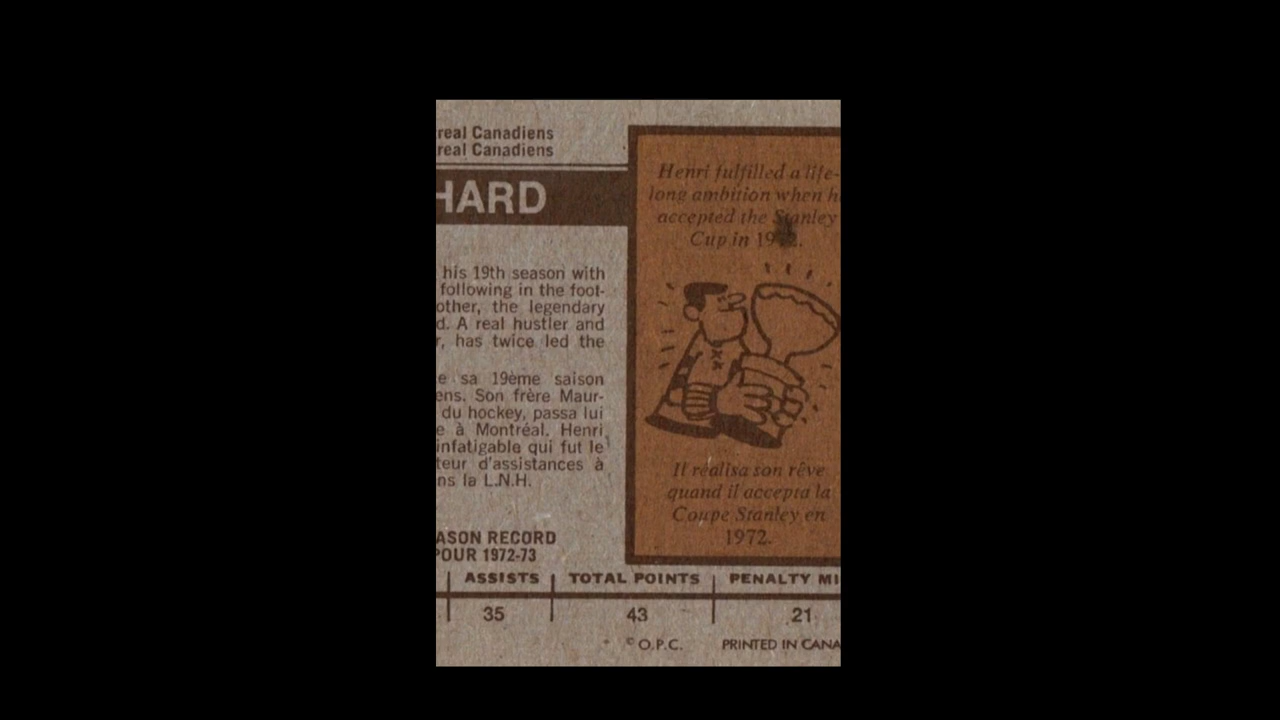 real Canadiens
real Canadiens
HARD
his 19th season with
following in the foot-
other, the legendary
d. A real hustler and
r, has twice led the
e sa 19ème saison
ens. Son frère Maur-
du hockey, passa lui
e à Montréal. Henri
infatigable qui fut le
teur d'assistances à
ns la L.N.H.
Henri fulfilled a life-
long ambition when h
accepted the Stanley
Cup in 19
Il réalisa son rêve
quand il accepta la
Coupe Stanley en
1972.
ASON RECORD
POUR 1972-73
ASSISTS TOTAL POINTS PENALTY MI
35 43 21
© O.P.C. PRINTED IN CANA